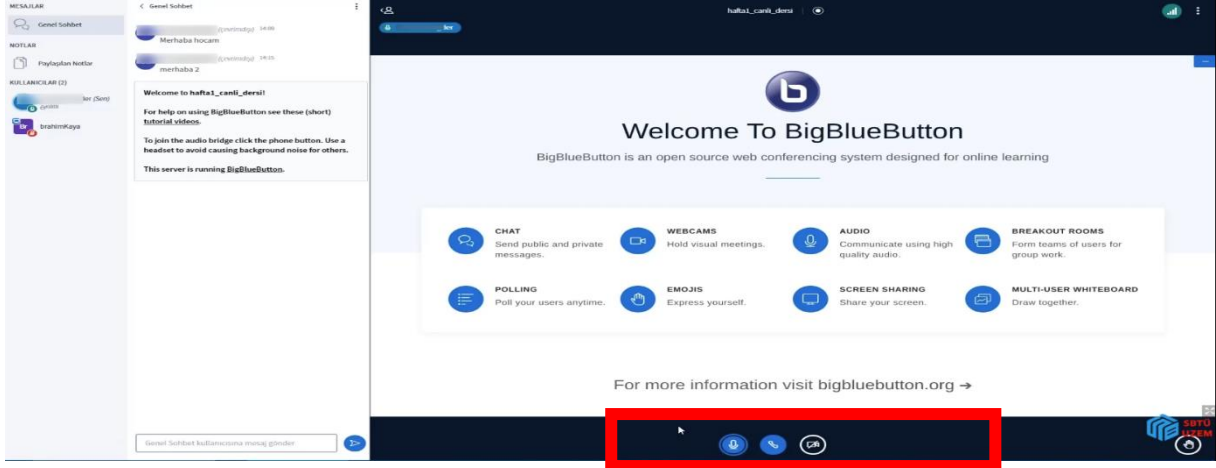 MESAJLAR
Genel Sohbet
NOTLAR
Paylaşılan Notlar
KULLANICILAR (2)
ler (Sen)
brahimKaya
Genel Sohbet
(çevrimdışı) 14:00
Merhaba hocam
(çevrimdışı)
merhaba 2
Welcome to hafta1_canli_dersi!
For help on using BigBlueButton see these (short)
tutorial videos.
To join the audio bridge click the phone button. Use a
headset to avoid causing background noise for others.
This server is running BigBlueButton.
Genel Sohbet kullanıcısına mesaj gönder
hafta1_canli_dersi
ler
b
Welcome To BigBlueButton
BigBlueButton is an open source web conferencing system designed for online learning
CHAT
Send public and private
messages.
WEBCAMS
Hold visual meetings.
AUDIO
Communicate using high
quality audio.
BREAKOUT ROOMS
Form teams of users for
group work.
POLLING
Poll your users anytime.
EMOJIS
Express yourself.
SCREEN SHARING
Share your screen.
MULTI-USER WHITEBOARD
Draw together.
For more information visit bigbluebutton.org →
SBTÜ
UZEM